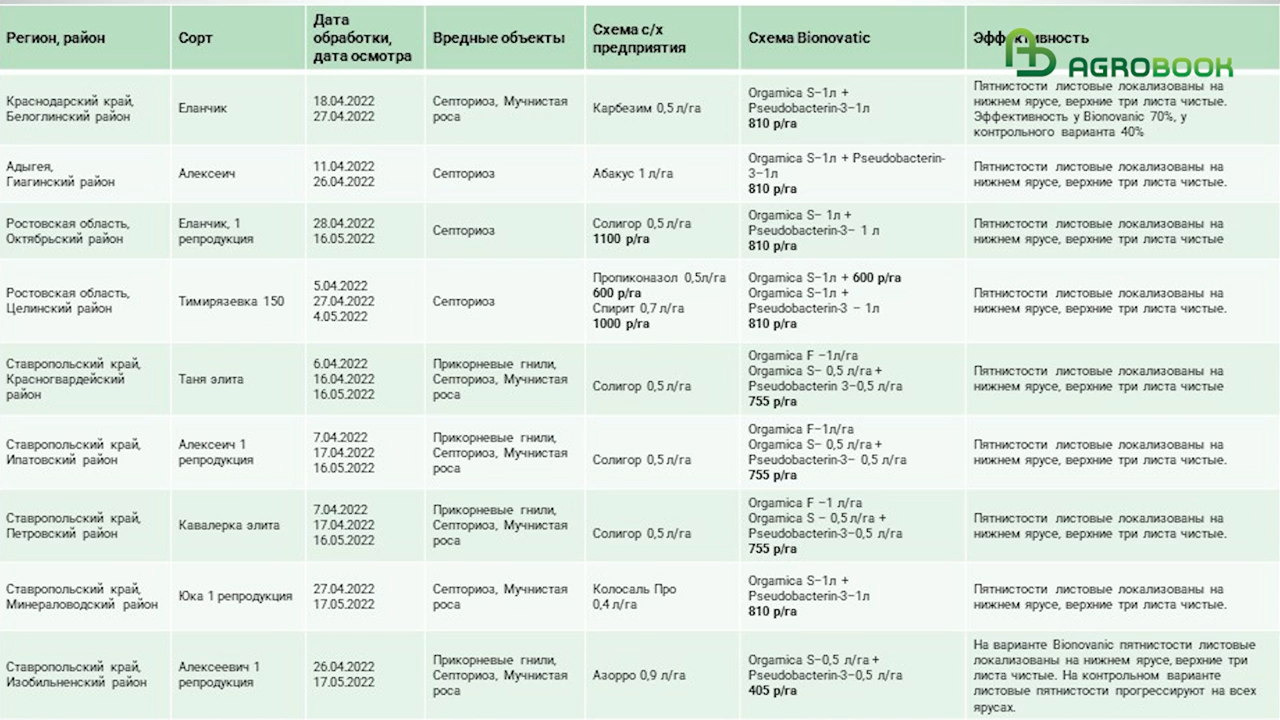 Регион, район
Сорт
Дата
обработки,
дата осмотра
Вредные объекты
Схема с/х
предприятия
Схема Bionovatic
Эффективность
AGROBOOK
Краснодарский край,
Белоглинский район
Еланчик
18.04.2022
27.04.2022
Септориоз, Мучнистая
роса
Карбезим 0,5 л/га
Orgamica S-1л +
Pseudobacterin-3-1л
810 р/га
Пятнистости листовые локализованы на
нижнем ярусе, верхние три листа чистые.
Эффективность у Bionovanic 70%, у
контрольного варианта 40%
Адыгея,
Гиагинский район
Алексеич
11.04.2022
26.04.2022
Септориоз
Абакус 1 л/га
Orgamica S-1л + Pseudobacterin-
3-1л
810 р/га
Пятнистости листовые локализованы на
нижнем ярусе, верхние три листа чистые.
Ростовская область,
Октябрьский район
Еланчик, 1
репродукция
28.04.2022
16.05.2022
Септориоз
Солигор 0,5 л/га
1100 р/га
Orgamica S- 1л +
Pseudobacterin-3- 1 л
810 р/га
Пятнистости листовые локализованы на
нижнем ярусе, верхние три листа чистые
Ростовская область,
Целинский район
Тимирязевка 150
5.04.2022
27.04.2022
4.05.2022
Септориоз
Пропиконазол 0,5л/га
600 р/га
Спирит 0,7 л/га
1000 р/га
Orgamica S-1л + 600 р/га
Orgamica S-1л +
Pseudobacterin-3 - 1л
810 р/га
Пятнистости листовые локализованы на
нижнем ярусе, верхние три листа чистые.
Ставропольский край,
Красногвардейский
район
Таня элита
6.04.2022
16.04.2022
16.05.2022
Прикорневые гнили,
Септориоз, Мучнистая
роса
Солигор 0,5 л/га
Orgamica F -1л/га
Orgamica S- 0,5 л/га +
Pseudobacterin 3-0,5 л/га
755 р/га
Пятнистости листовые локализованы на
нижнем ярусе, верхние три листа чистые
Ставропольский край,
Ипатовский район
Алексеич 1
репродукция
7.04.2022
17.04.2022
16.05.2022
Прикорневые гнили,
Септориоз, Мучнистая
роса
Солигор 0,5 л/га
Orgamica F-1л/га
Orgamica S- 0,5 л/га +
Pseudobacterin-3- 0,5 л/га
755 р/га
Пятнистости листовые локализованы на
нижнем ярусе, верхние три листа чистые.
Ставропольский край,
Петровский район
Кавалерка элита
7.04.2022
17.04.2022
16.05.2022
Прикорневые гнили,
Септориоз, Мучнистая
роса
Солигор 0,5 л/га
Orgamica F -1 л/га
Orgamica S - 0,5 л/га +
Pseudobacterin-3-0,5 л/га
755 р/га
Пятнистости листовые локализованы на
нижнем ярусе, верхние три листа чистые.
Ставропольский край,
Минераловодский район
Юка 1 репродукция
27.04.2022
17.05.2022
Септориоз, Мучнистая
роса
Колосаль Про
0,4 л/га
Orgamica S-1л +
Pseudobacterin-3-1л
810 р/га
Пятнистости листовые локализованы на
нижнем ярусе, верхние три листа чистые.
Ставропольский край,
Изобильненский район
Алексеевич 1
репродукция
26.04.2022
17.05.2022
Прикорневые гнили,
Септориоз, Мучнистая
роса
Азорро 0,9 л/га
Orgamica S-0,5 л/га +
Pseudobacterin-3-0,5 л/га
405 р/га
На варианте Bionovanic пятнистости листовые
локализованы на нижнем ярусе, верхние три
листа чистые. На контрольном варианте
листовые пятнистости прогрессируют на всех
ярусах.